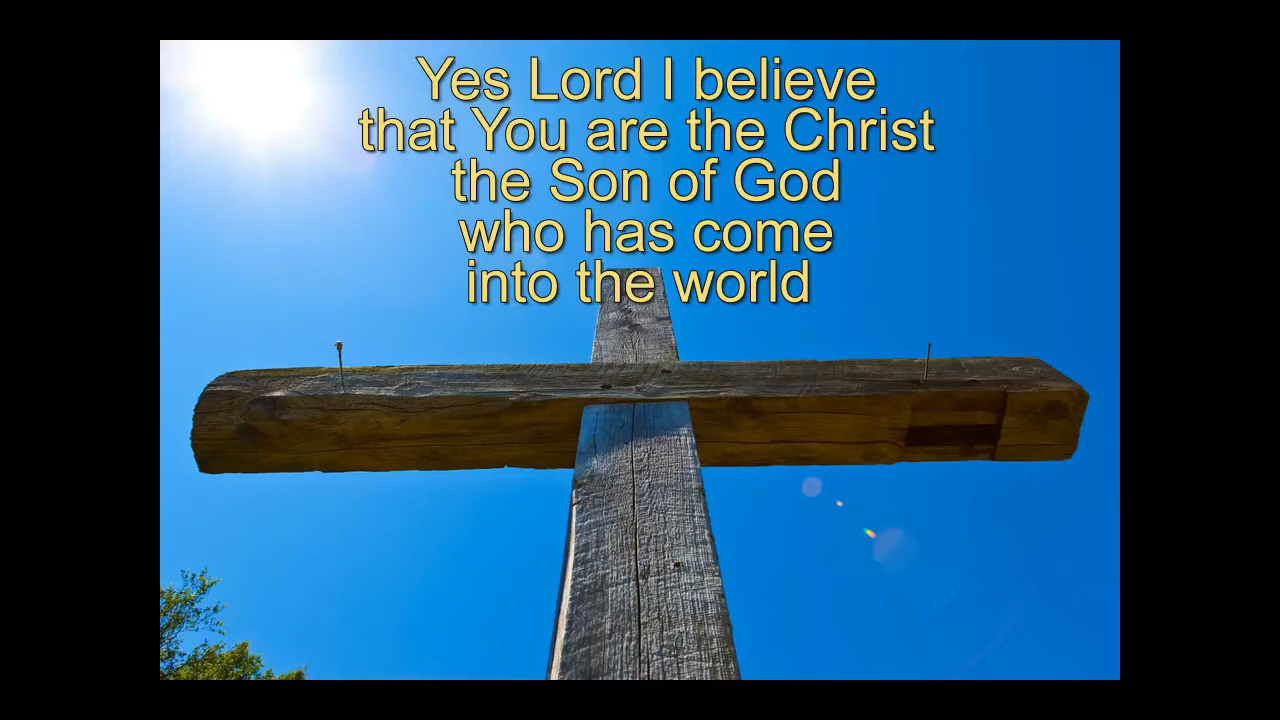 Yes Lord I believe
that You are the Christ
the Son of God
who has come
into the world